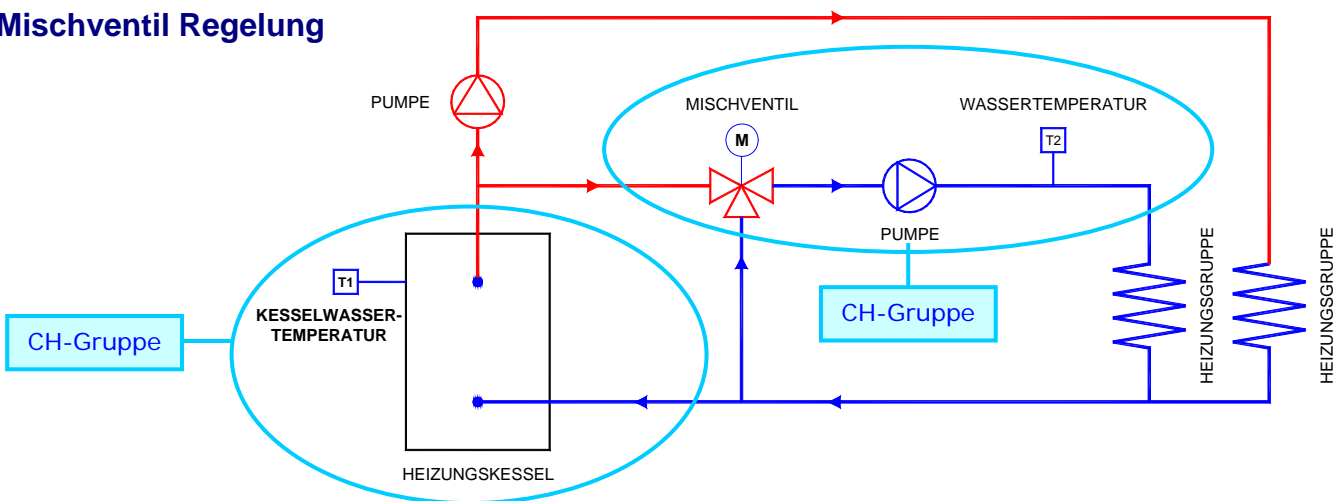 Mischventil Regelung
PUMPE
MISCHVENTIL
WASSERTEMPERATUR
M
T2
PUMPE
T1
KESSELWASSER-
TEMPERATUR
CH-Gruppe
CH-Gruppe
HEIZUNGSGRUPPE
HEIZUNGSGRUPPE
HEIZUNGSKESSEL